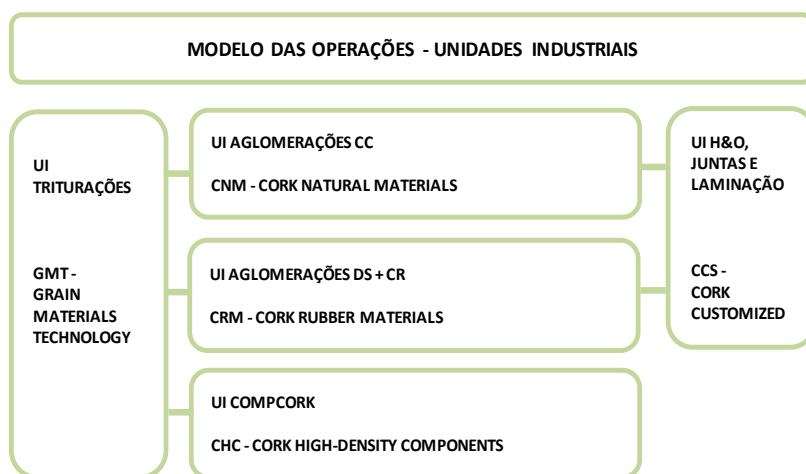 MODELO DAS OPERAÇÕES - UNIDADES INDUSTRIAIS
UI
TRITURAÇÕES
GMT -
GRAIN
MATERIALS
TECHNOLOGY
UI AGLOMERAÇÕES CC
CNM - CORK NATURAL MATERIALS
UI AGLOMERAÇÕES DS + CR
CRM - CORK RUBBER MATERIALS
UI COMPCORK
CHC - CORK HIGH-DENSITY COMPONENTS
UI H&O,
JUNTAS E
LAMINAÇÃO
CCS -
CORK
CUSTOMIZED